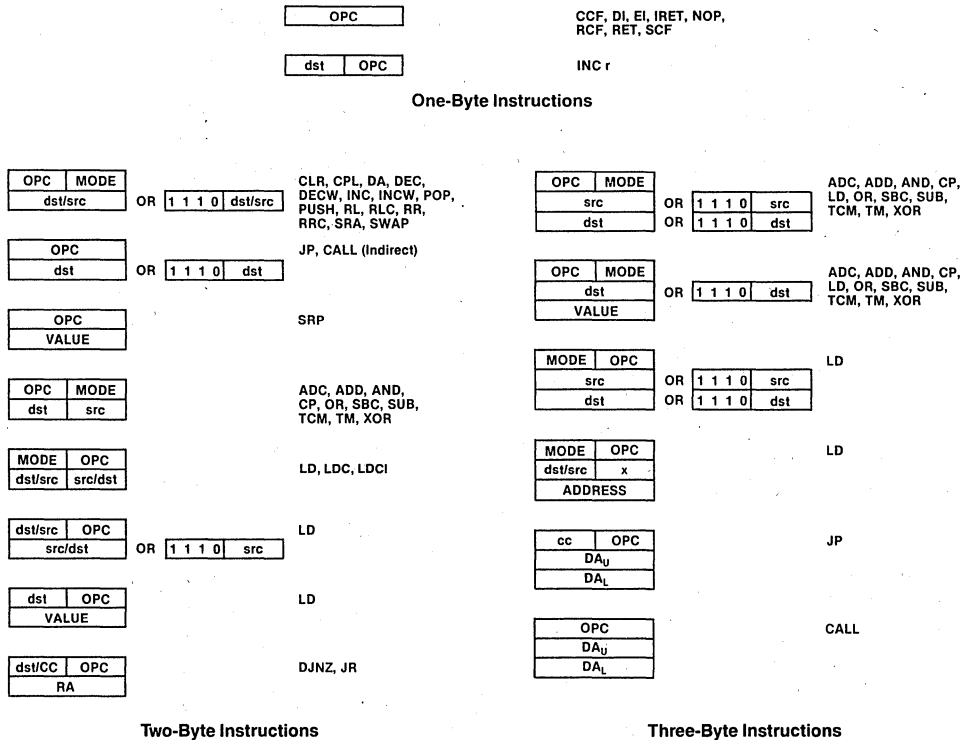 OPC CCF, DI, EI, IRET, NOP,
RCF, RET, SCF
dst OPC INC r
One-Byte Instructions
OPC MODE CLR, CPL, DA, DEC,
dst/src OR 1 1 1 0 dst/src DECW, INC, INCW, POP,
PUSH, RL, RLC, RR,
RRC, SRA, SWAP
OPC JP, CALL (Indirect)
dst OR 1 1 1 0 dst
OPC SRP
VALUE
OPC MODE ADC, ADD, AND,
dst src CP, OR, SBC, SUB,
TCM, TM, XOR
MODE OPC LD, LDC, LDCI
dst/src src/dst
dst/src OPC LD
src/dst OR 1 1 1 0 src
dst OPC LD
VALUE
dst/CC OPC DJNZ, JR
RA
Two-Byte Instructions
OPC MODE ADC, ADD, AND, CP,
src OR 1 1 1 0 src LD, OR, SBC, SUB,
dst OR 1 1 1 0 dst TCM, TM, XOR
OPC MODE ADC, ADD, AND, CP,
dst OR 1 1 1 0 dst LD, OR, SBC, SUB,
VALUE TCM, TM, XOR
MODE OPC LD
src OR 1 1 1 0 src
dst OR 1 1 1 0 dst
MODE OPC LD
dst/src x
ADDRESS
cc OPC JP
DAU
DAL
OPC CALL
DAU
DAL
Three-Byte Instructions